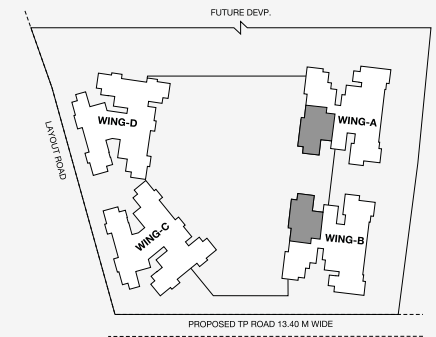 FUTURE DEVP.
WING-D
WING-A
LAYOUT ROAD
WING-C
WING-B
PROPOSED TP ROAD 13.40 M WIDE